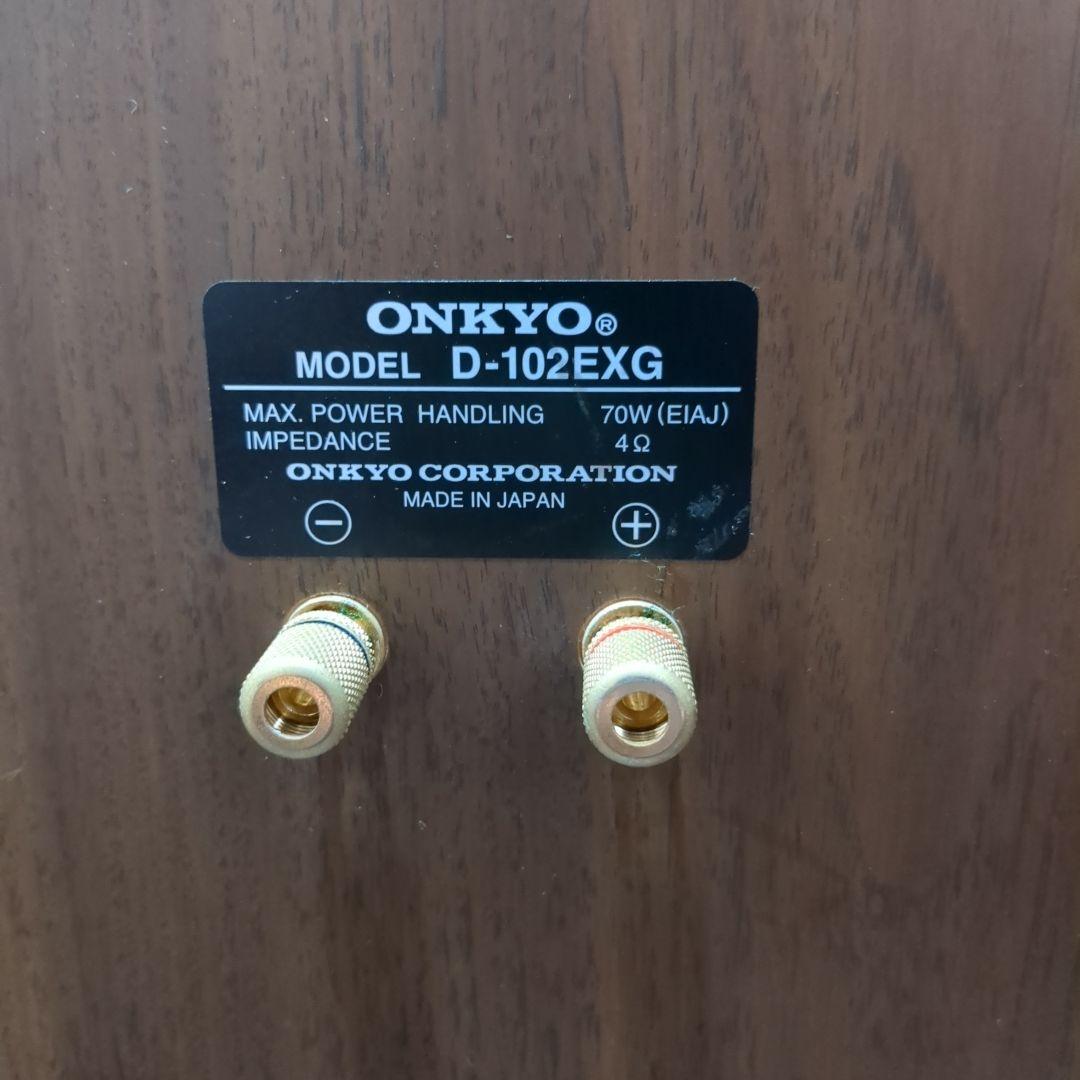 ONKYO®
MODEL D-102EXG
MAX. POWER HANDLING 70W (EIAJ)
IMPEDANCE 4Ω
ONKYO CORPORATION
MADE IN JAPAN
⊖ ⊕